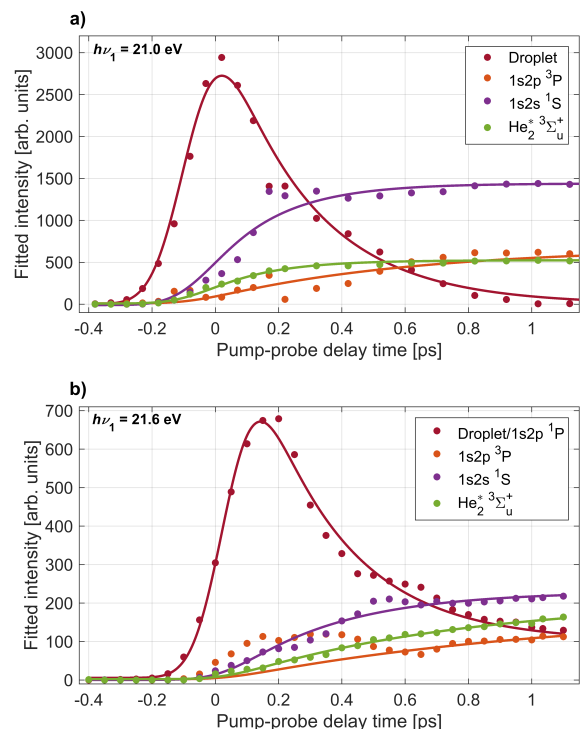 a)
hν₁ = 21.0 eV
Droplet
1s2p ³P
1s2s ¹S
He₂* ³Σᵤ⁺
Fitted intensity [arb. units]
3000
2500
2000
1500
1000
500
0
-0.4
-0.2
0
0.2
0.4
0.6
0.8
1
Pump-probe delay time [ps]
b)
hν₁ = 21.6 eV
Droplet/1s2p ¹P
1s2p ³P
1s2s ¹S
He₂* ³Σᵤ⁺
Fitted intensity [arb. units]
700
600
500
400
300
200
100
0
-0.4
-0.2
0
0.2
0.4
0.6
0.8
1
Pump-probe delay time [ps]